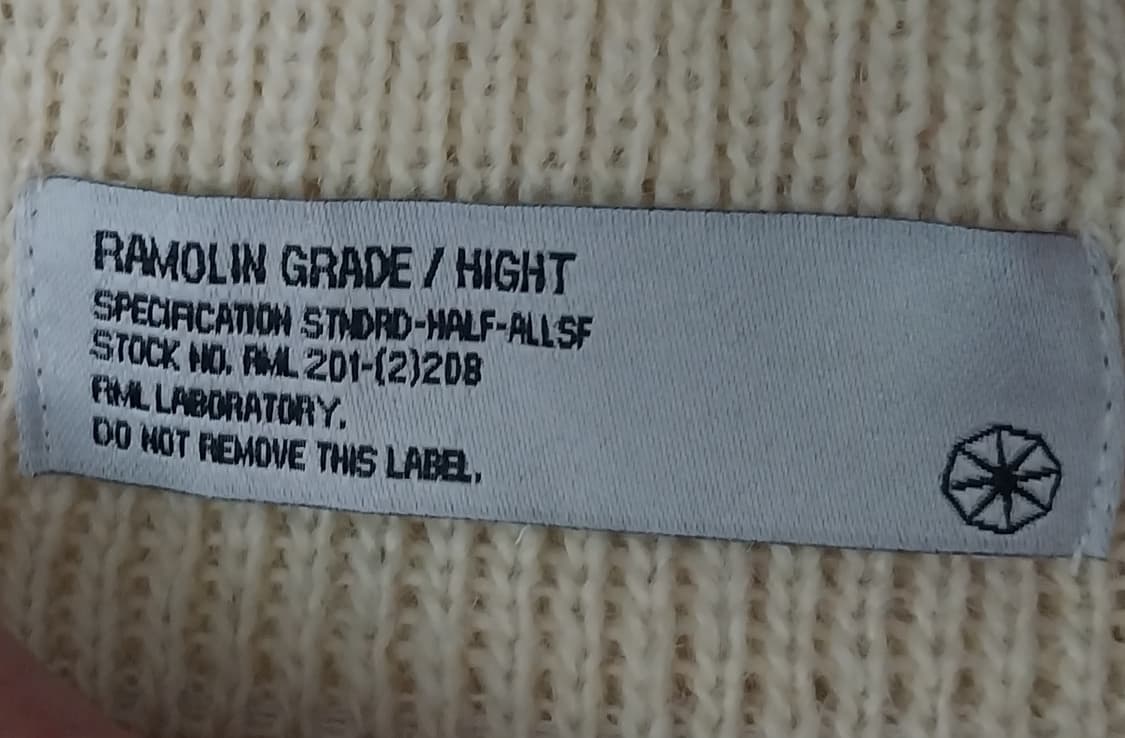 RAMOLIN GRADE / HIGHT
SPECIFICATION STNDRD-HALF-ALLSF
STOCK NO. RML 201-(2)208
RML LABORATORY.
DO NOT REMOVE THIS LABEL.